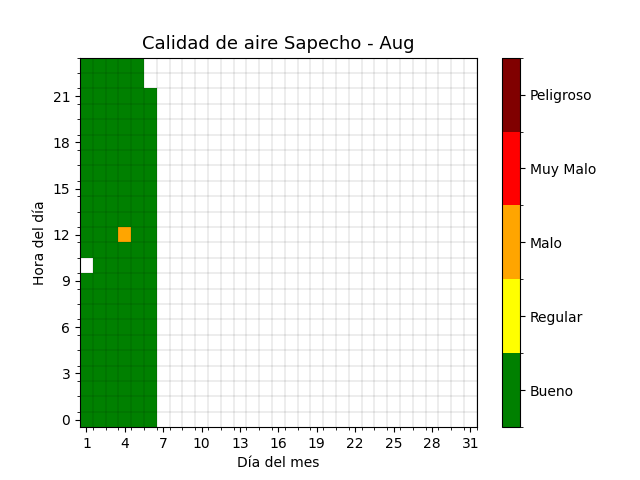 Calidad de aire Sapecho - Aug
Hora del día
21
18
15
12
9
6
3
0
1 4 7 10 13 16 19 22 25 28 31
Día del mes
Peligroso
Muy Malo
Malo
Regular
Bueno